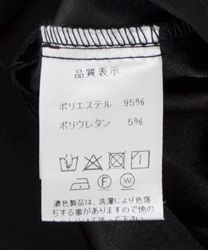 品質表示
ポリエステル 95%
ポリウレタン 5%
濃色製品は、洗濯により色落
ちする事がありますので他の